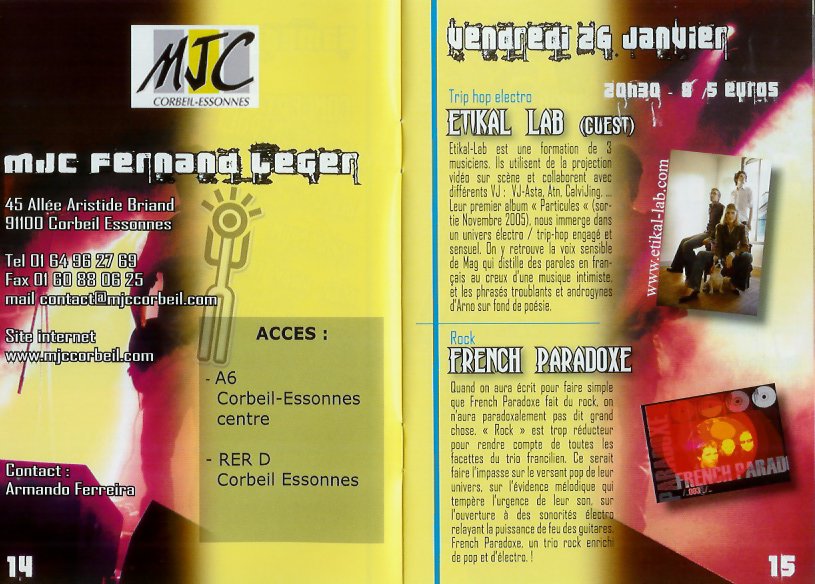 MJC
CORBEIL-ESSONNES
MJC Fernand Leger
45 Allée Aristide Briand
91100 Corbeil Essonnes
Tel 01 64 96 27 69
Fax 01 60 88 06 25
mail contact@mjccorbeil.com
Site internet
www.mjccorbeil.com
ACCES :
- A6
Corbeil-Essonnes
centre
- RER D
Corbeil Essonnes
Contact :
Armando Ferreira
14
Vendredi 26 Janvier
20h30 - 8 /5 euros
Trip hop electro
ETIKAL LAB (GUEST)
Etikal-Lab est une formation de 3
musiciens. Ils utilisent de la projection
vidéo sur scène et collaborent avec
différents VJ : VJ-Asta, Atn, CalviJing, ...
Leur premier album « Particules « (sor-
tie Novembre 2005), nous immerge dans
un univers électro / trip-hop engagé et
sensuel. On y retrouve la voix sensible
de Mag qui distille des paroles en fran-
çais au creux d'une musique intimiste,
et les phrasés troublants et androgynes
d'Arno sur fond de poésie.
www.etikal-lab.com
Rock
FRENCH PARADOXE
Quand on aura écrit pour faire simple
que French Paradoxe fait du rock, on
n'aura paradoxalement pas dit grand
chose. « Rock » est trop réducteur
pour rendre compte de toutes les
facettes du trio francilien. Ce serait
faire l'impasse sur le versant pop de leur
univers, sur l'évidence mélodique qui
tempère l'urgence de leur son, sur
l'ouverture à des sonorités électro
relayant la puissance de feu des guitares.
French Paradoxe, un trio rock enrichi
de pop et d'électro. !
PARADOXE
FRENCH PARADO
15